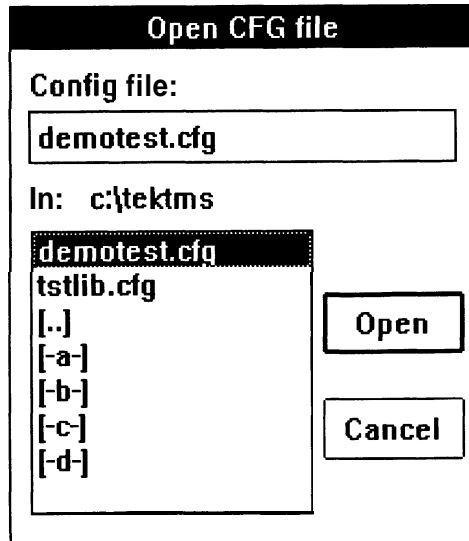 Open CFG file
Config file:
demotest.cfg
In: c:\tektms
demotest.cfg
tstlib.cfg
[..]
[-a-]
Open
[-b-]
[-c-]
Cancel
[-d-]